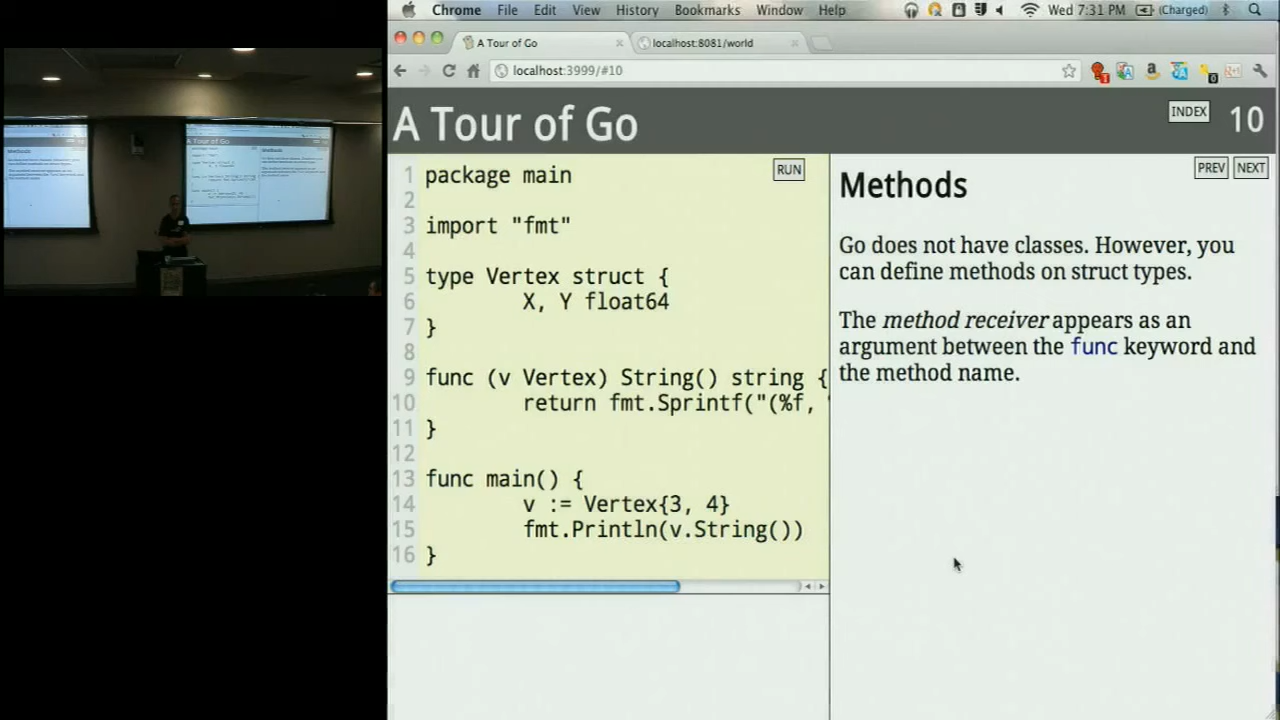 Chrome File Edit View History Bookmarks Window Help Wed 7:31 PM (Charged)
A Tour of Go
localhost:8081/world
localhost:3999/#10
A Tour of Go
INDEX
10
RUN
1 package main
2
3 import "fmt"
4
5 type Vertex struct {
6 X, Y float64
7 }
8
9 func (v Vertex) String() string {
10 return fmt.Sprintf("(%f,
11 }
12
13 func main() {
14 v := Vertex{3, 4}
15 fmt.Println(v.String())
16 }
PREV NEXT
Methods
Go does not have classes. However, you
can define methods on struct types.
The method receiver appears as an
argument between the func keyword and
the method name.